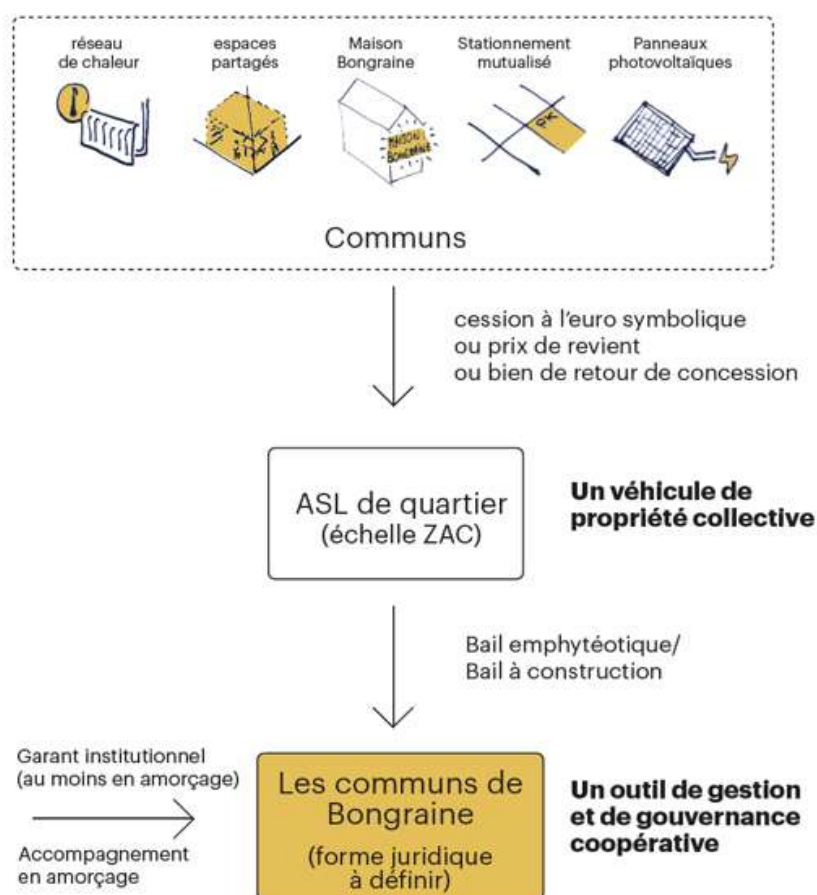 réseau
de chaleur
espaces
partagés
Maison
Bongraine
Stationnement
mutualisé
Panneaux
photovoltaïques
MAISON
BONGRAINE
PK
Communs
cession à l'euro symbolique
ou prix de revient
ou bien de retour de concession
ASL de quartier
(échelle ZAC)
Un véhicule de
propriété collective
Bail emphytéotique/
Bail à construction
Garant institutionnel
(au moins en amorçage)
Accompagnement
en amorçage
Les communs de
Bongraine
(forme juridique
à définir)
Un outil de gestion
et de gouvernance
coopérative